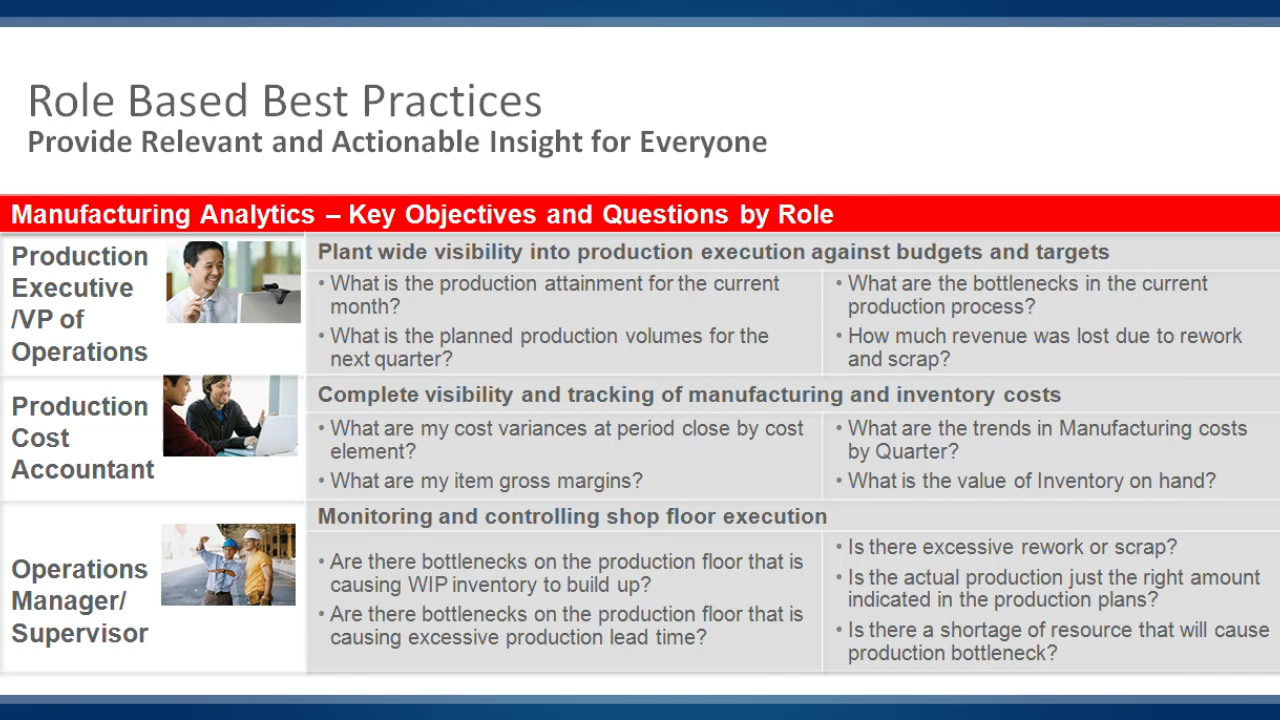 Role Based Best Practices
Provide Relevant and Actionable Insight for Everyone
Manufacturing Analytics – Key Objectives and Questions by Role
Production
Executive
/VP of
Operations
Plant wide visibility into production execution against budgets and targets
• What is the production attainment for the current
month?
• What is the planned production volumes for the
next quarter?
• What are the bottlenecks in the current
production process?
• How much revenue was lost due to rework
and scrap?
Production
Cost
Accountant
Complete visibility and tracking of manufacturing and inventory costs
• What are my cost variances at period close by cost
element?
• What are my item gross margins?
• What are the trends in Manufacturing costs
by Quarter?
• What is the value of Inventory on hand?
Operations
Manager/
Supervisor
Monitoring and controlling shop floor execution
• Are there bottlenecks on the production floor that is
causing WIP inventory to build up?
• Are there bottlenecks on the production floor that is
causing excessive production lead time?
• Is there excessive rework or scrap?
• Is the actual production just the right amount
indicated in the production plans?
• Is there a shortage of resource that will cause
production bottleneck?